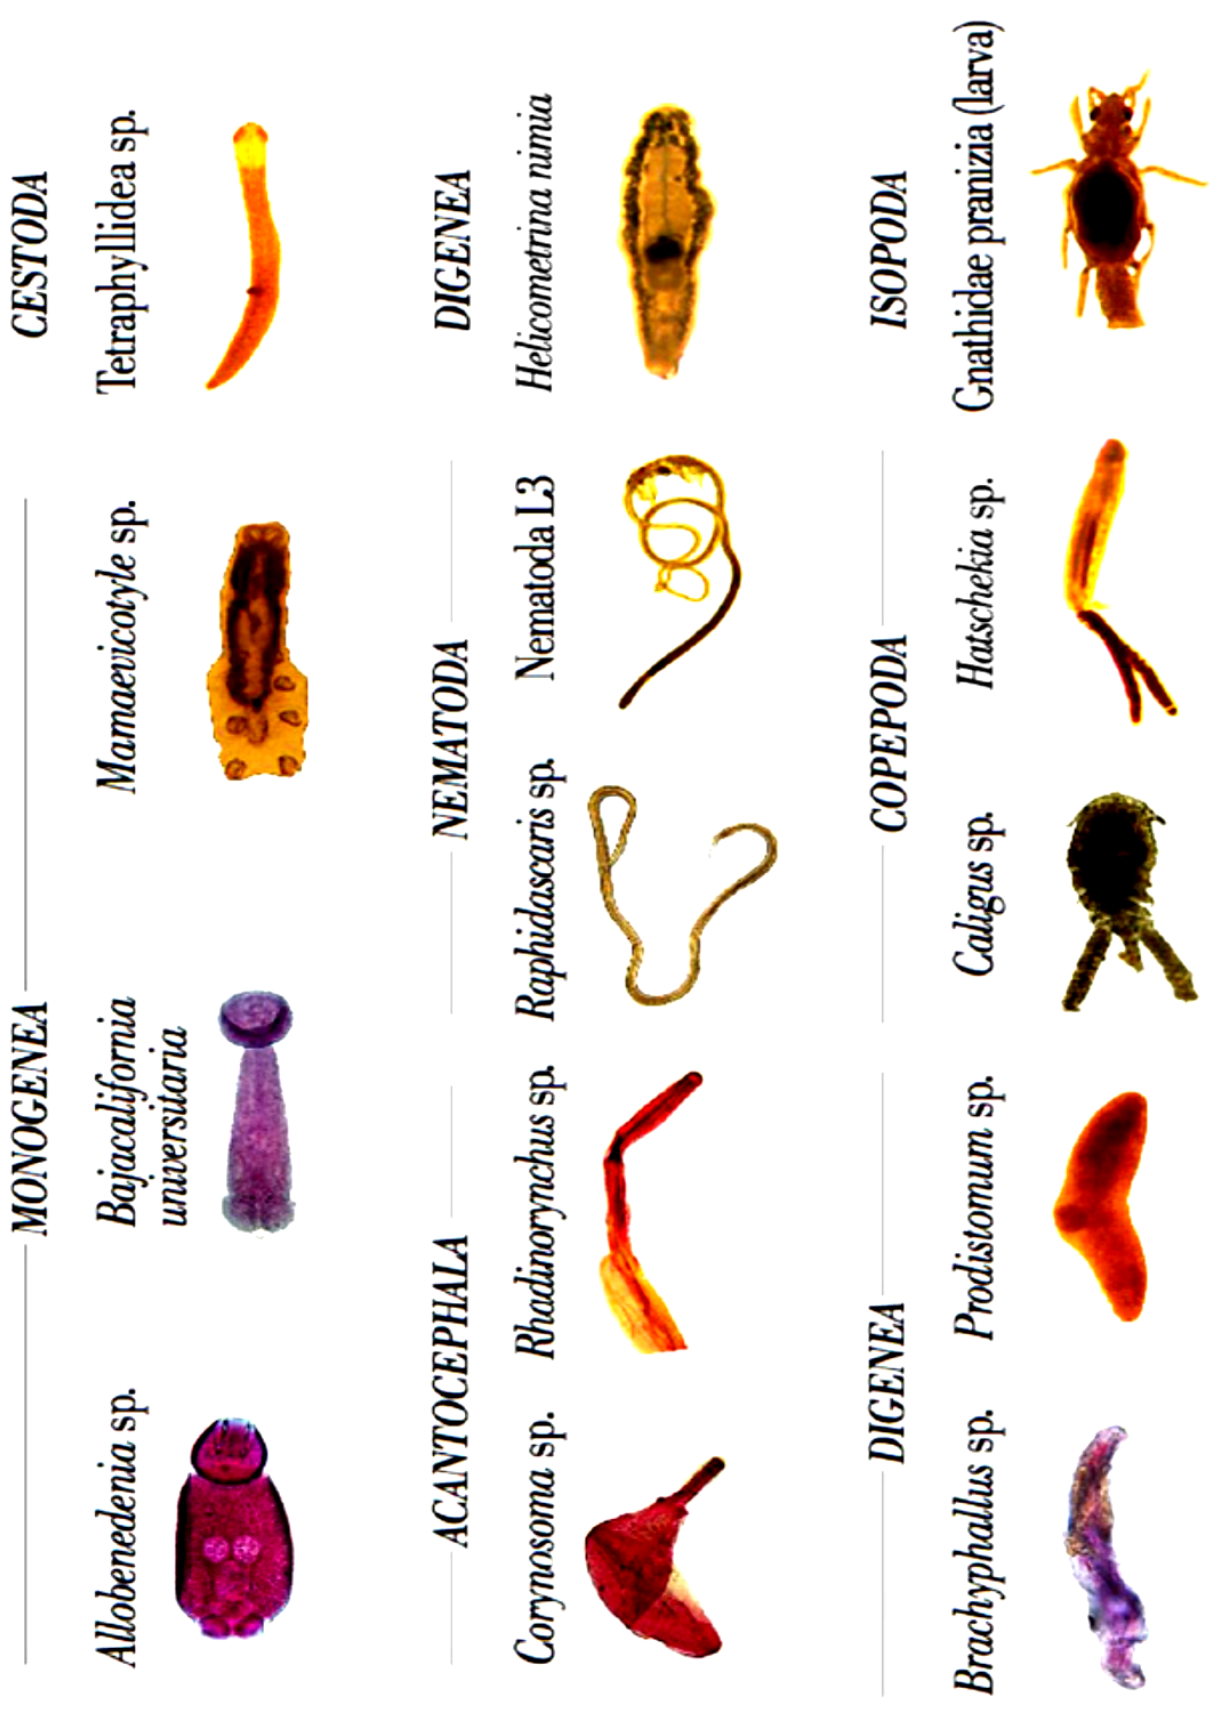 MONOGENEA
CESTODA
Allobenedenia sp.
Bajacalifornia
universitaria
Mamaevicotyle sp.
Tetraphyllidea sp.
ACANTOCEPHALA
NEMATODA
DIGENEA
Corynosoma sp.
Rhadinorynchus sp.
Raphidascaris sp.
Nematoda L3
Helicometrina nimia
DIGENEA
COPEPODA
ISOPODA
Brachyphallus sp.
Prodistomum sp.
Caligus sp.
Hatschekia sp.
Gnathidae pranizia (larva)